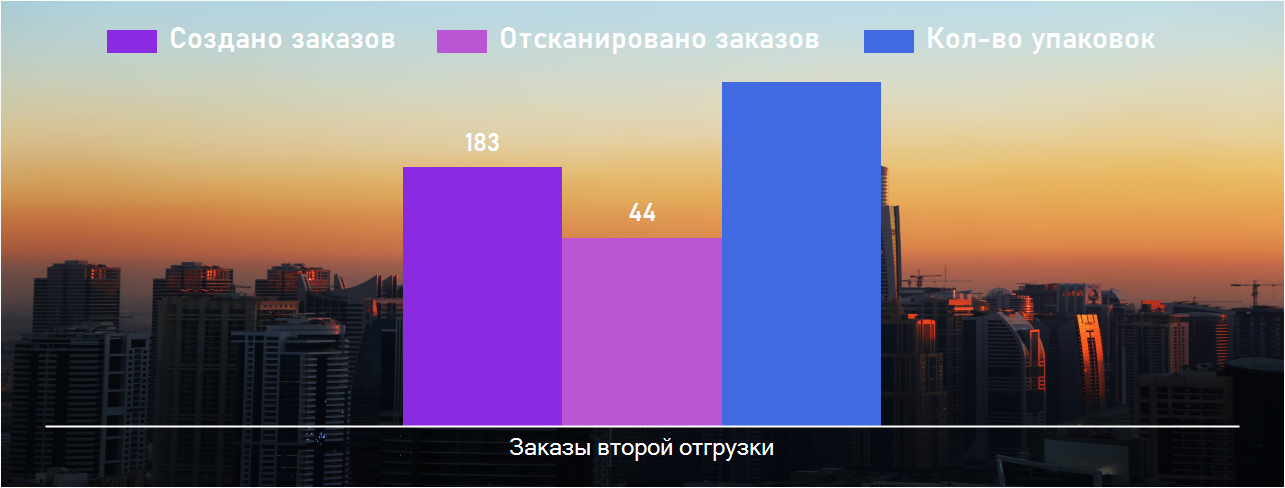 Создано заказов Отсканировано заказов Кол-во упаковок
183
44
Заказы второй отгрузки